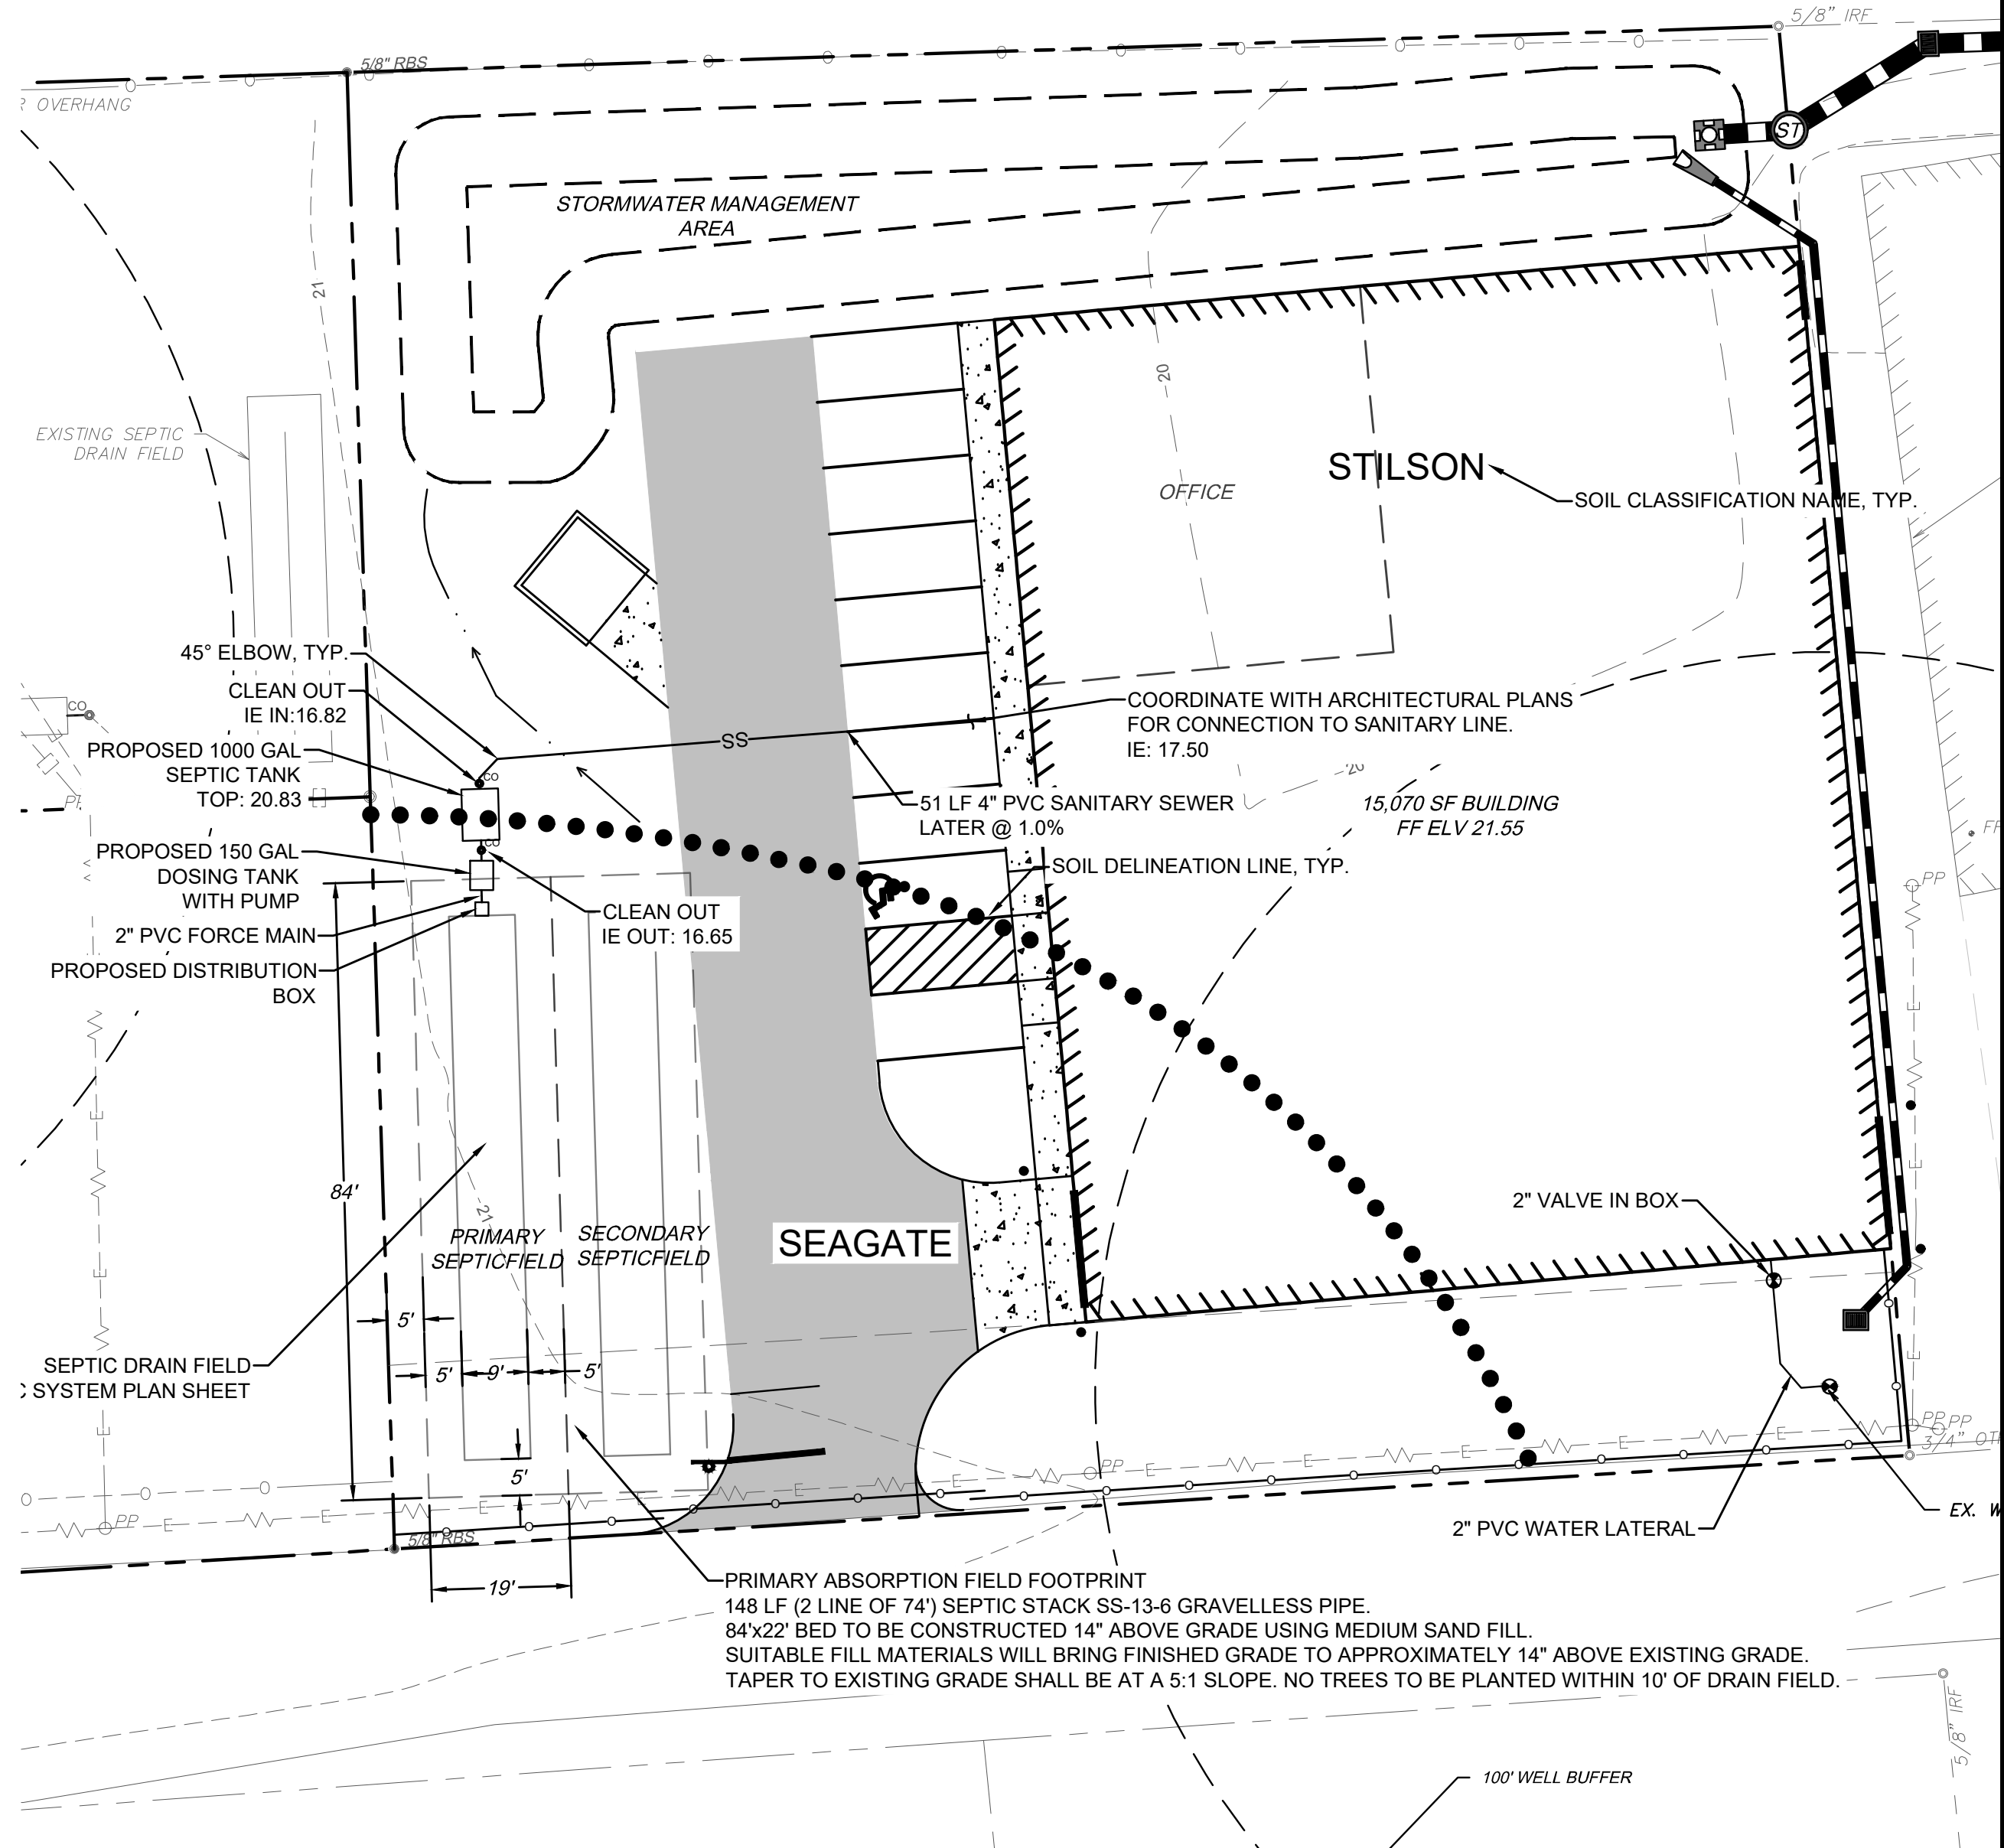 5/8" IRF
5/8" RBS
OVERHANG
STORMWATER MANAGEMENT
AREA
21
20
EXISTING SEPTIC
DRAIN FIELD
ST
STILSON
OFFICE
SOIL CLASSIFICATION NAME, TYP.
45° ELBOW, TYP.
CLEAN OUT
IE IN:16.82
CO
PROPOSED 1000 GAL
SEPTIC TANK
TOP: 20.83
SS
CO
COORDINATE WITH ARCHITECTURAL PLANS
FOR CONNECTION TO SANITARY LINE.
IE: 17.50
20
51 LF 4" PVC SANITARY SEWER
LATER @ 1.0%
15,070 SF BUILDING
FF ELV 21.55
PROPOSED 150 GAL
DOSING TANK
WITH PUMP
CO
SOIL DELINEATION LINE, TYP.
PP
CLEAN OUT
IE OUT: 16.65
2" PVC FORCE MAIN
PROPOSED DISTRIBUTION
BOX
E
E
E
E
84'
21
PRIMARY
SEPTICFIELD
SECONDARY
SEPTICFIELD
SEAGATE
2" VALVE IN BOX
5'
5'
9'
5'
SEPTIC DRAIN FIELD
SYSTEM PLAN SHEET
E
E
5'
PP
PP
PP
3/4"
PP
E
E
E
E
E
E
E
E
E
PP
5/8" RBS
EX.
2" PVC WATER LATERAL
19'
PRIMARY ABSORPTION FIELD FOOTPRINT
148 LF (2 LINE OF 74') SEPTIC STACK SS-13-6 GRAVELLESS PIPE.
84'x22' BED TO BE CONSTRUCTED 14" ABOVE GRADE USING MEDIUM SAND FILL.
SUITABLE FILL MATERIALS WILL BRING FINISHED GRADE TO APPROXIMATELY 14" ABOVE EXISTING GRADE.
TAPER TO EXISTING GRADE SHALL BE AT A 5:1 SLOPE. NO TREES TO BE PLANTED WITHIN 10' OF DRAIN FIELD.
5/8" IRF
100' WELL BUFFER